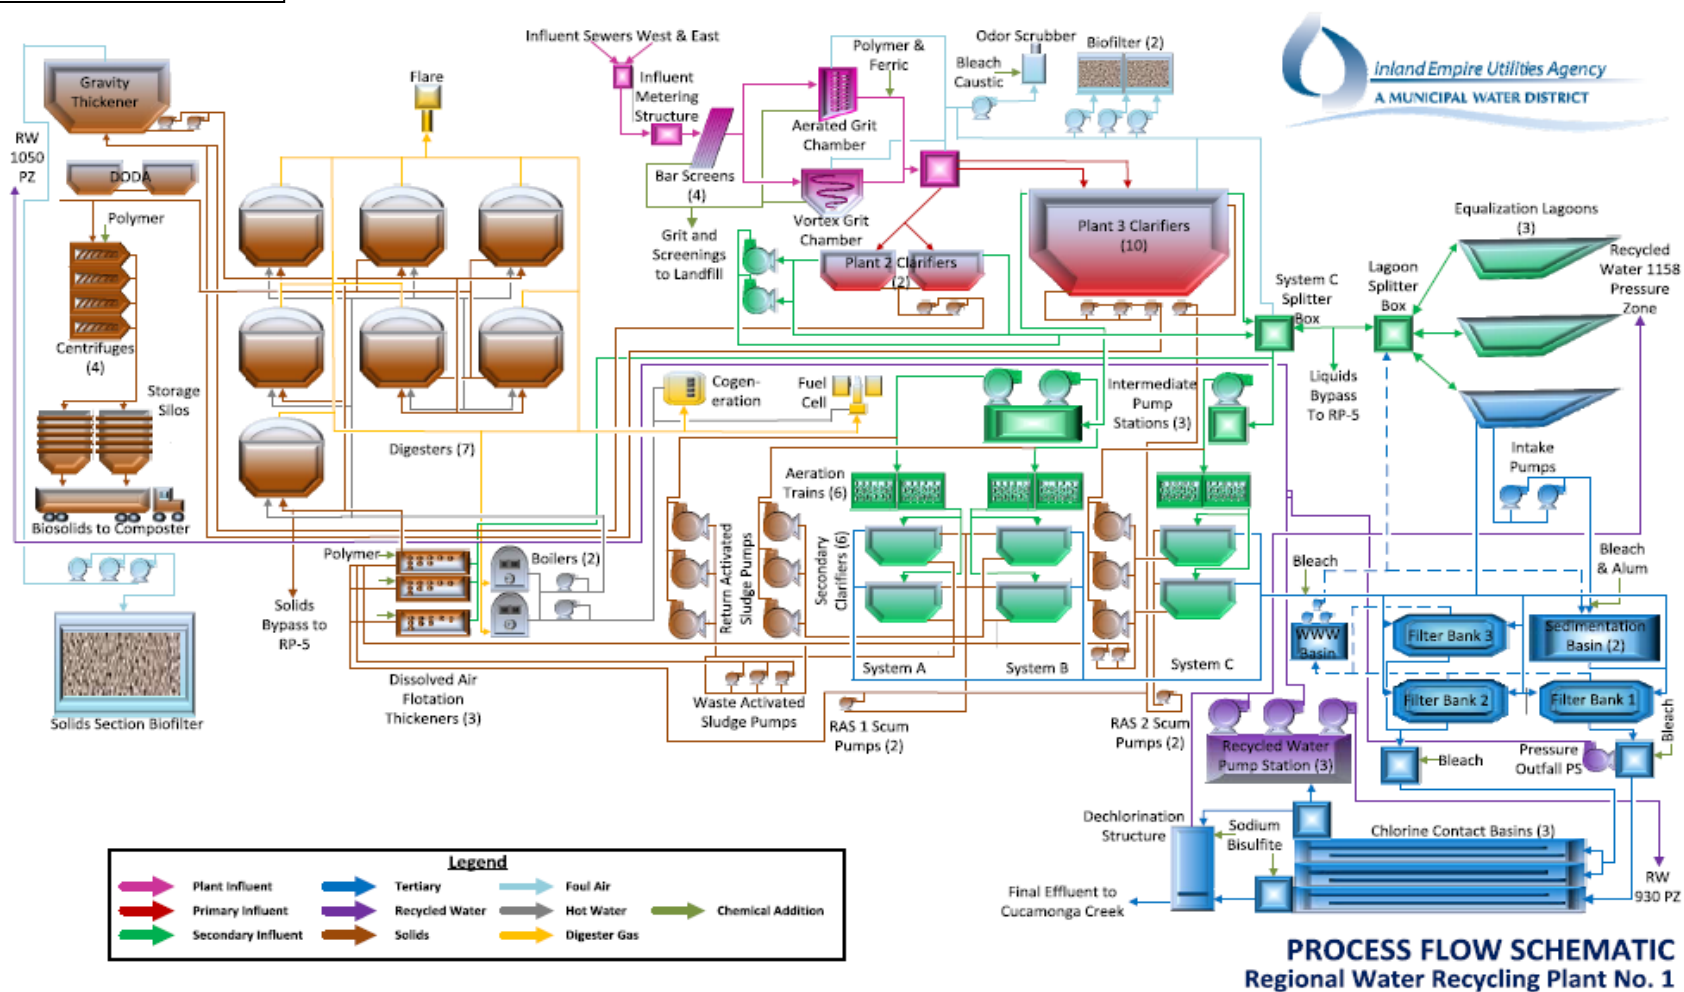 Influent Sewers West & East
Influent
Metering
Structure
Polymer &
Ferric
Odor Scrubber
Bleach
Caustic
Biofilter (2)
Inland Empire Utilities Agency
A MUNICIPAL WATER DISTRICT
Gravity
Thickener
Flare
RW
1050
PZ
DODA
Polymer
Aerated Grit
Chamber
Bar Screens
(4)
Vortex Grit
Chamber
Grit and
Screenings
to Landfill
Plant 2 Clarifiers
(2)
Plant 3 Clarifiers
(10)
System C
Splitter
Box
Lagoon
Splitter
Box
Equalization Lagoons
(3)
Recycled
Water 1158
Pressure
Zone
Liquids
Bypass
To RP-5
Centrifuges
(4)
Storage
Silos
Biosolids to Composter
Digesters (7)
Cogen-
eration
Fuel
Cell
Intermediate
Pump
Stations (3)
Intake
Pumps
Aeration
Trains (6)
Return Activated
Sludge Pumps
Secondary
Clarifiers (6)
Polymer
Boilers (2)
Solids
Bypass to
RP-5
Dissolved Air
Flotation
Thickeners (3)
Solids Section Biofilter
System A
System B
System C
Waste Activated
Sludge Pumps
RAS 1 Scum
Pumps (2)
RAS 2 Scum
Pumps (2)
Bleach
Bleach
& Alum
WWW
Basin
Filter Bank 3
Sedimentation
Basin (2)
Filter Bank 2
Filter Bank 1
Bleach
Bleach
Pressure
Outfall PS
Recycled Water
Pump Station (3)
Dechlorination
Structure
Sodium
Bisulfite
Chlorine Contact Basins (3)
Final Effluent to
Cucamonga Creek
RW
930 PZ
Legend
Plant Influent
Tertiary
Foul Air
Primary Influent
Recycled Water
Hot Water
Chemical Addition
Secondary Influent
Solids
Digester Gas
PROCESS FLOW SCHEMATIC
Regional Water Recycling Plant No. 1